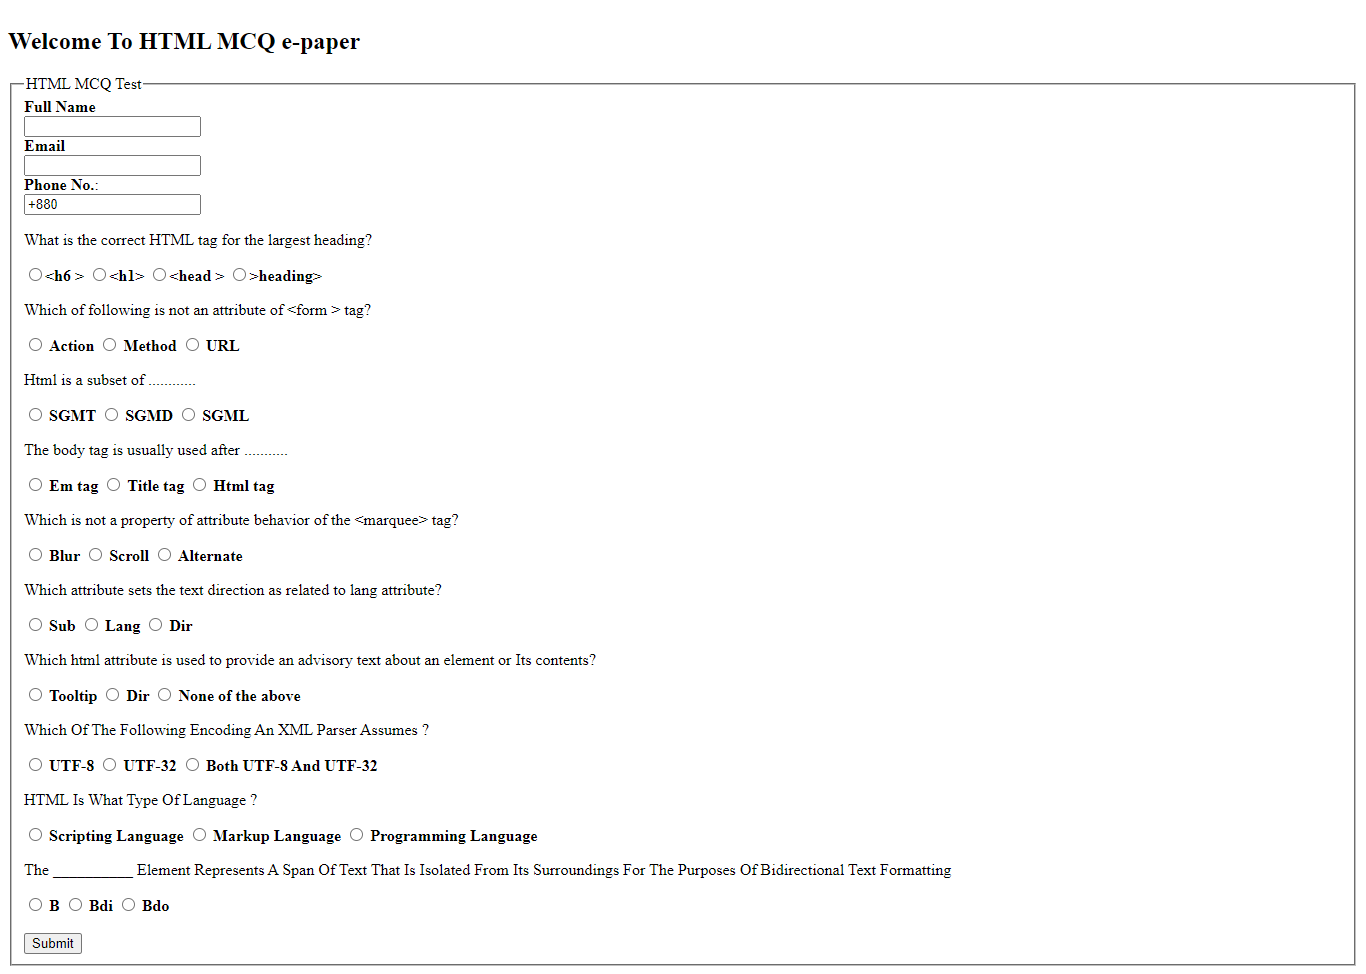 Welcome To HTML MCQ e-paper
HTML MCQ Test
Full Name
Email
Phone No.:
+880
What is the correct HTML tag for the largest heading?
<h6 > <h1> <head > >heading>
Which of following is not an attribute of <form > tag?
Action Method URL
Html is a subset of ............
SGMT SGMD SGML
The body tag is usually used after ...........
Em tag Title tag Html tag
Which is not a property of attribute behavior of the <marquee> tag?
Blur Scroll Alternate
Which attribute sets the text direction as related to lang attribute?
Sub Lang Dir
Which html attribute is used to provide an advisory text about an element or Its contents?
Tooltip Dir None of the above
Which Of The Following Encoding An XML Parser Assumes ?
UTF-8 UTF-32 Both UTF-8 And UTF-32
HTML Is What Type Of Language ?
Scripting Language Markup Language Programming Language
The __________ Element Represents A Span Of Text That Is Isolated From Its Surroundings For The Purposes Of Bidirectional Text Formatting
B Bdi Bdo
Submit